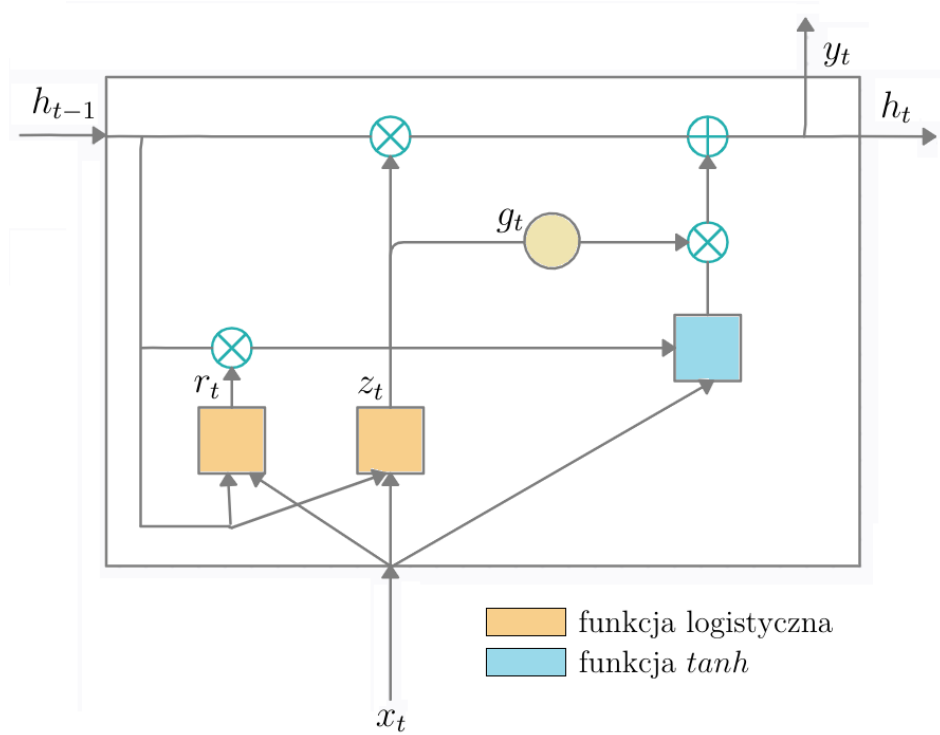 y_t
h_{t-1}
h_t
g_t
r_t
z_t
funkcja logistyczna
funkcja tanh
x_t